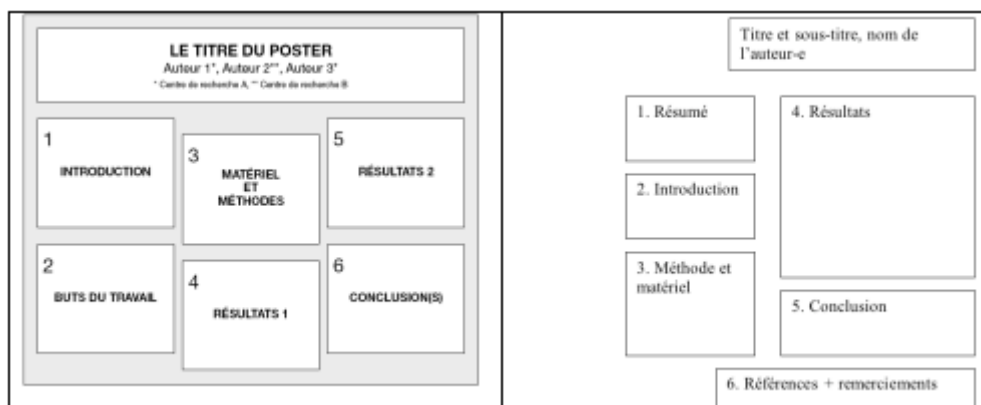 LE TITRE DU POSTER
Auteur 1*, Auteur 2**, Auteur 3*
* Centre de recherche A, ** Centre de recherche B
1
INTRODUCTION
2
BUTS DU TRAVAIL
3
MATÉRIEL
ET
MÉTHODES
4
RÉSULTATS 1
5
RÉSULTATS 2
6
CONCLUSION(S)
Titre et sous-titre, nom de
l'auteur-e
1. Résumé
2. Introduction
3. Méthode et
matériel
4. Résultats
5. Conclusion
6. Références + remerciements